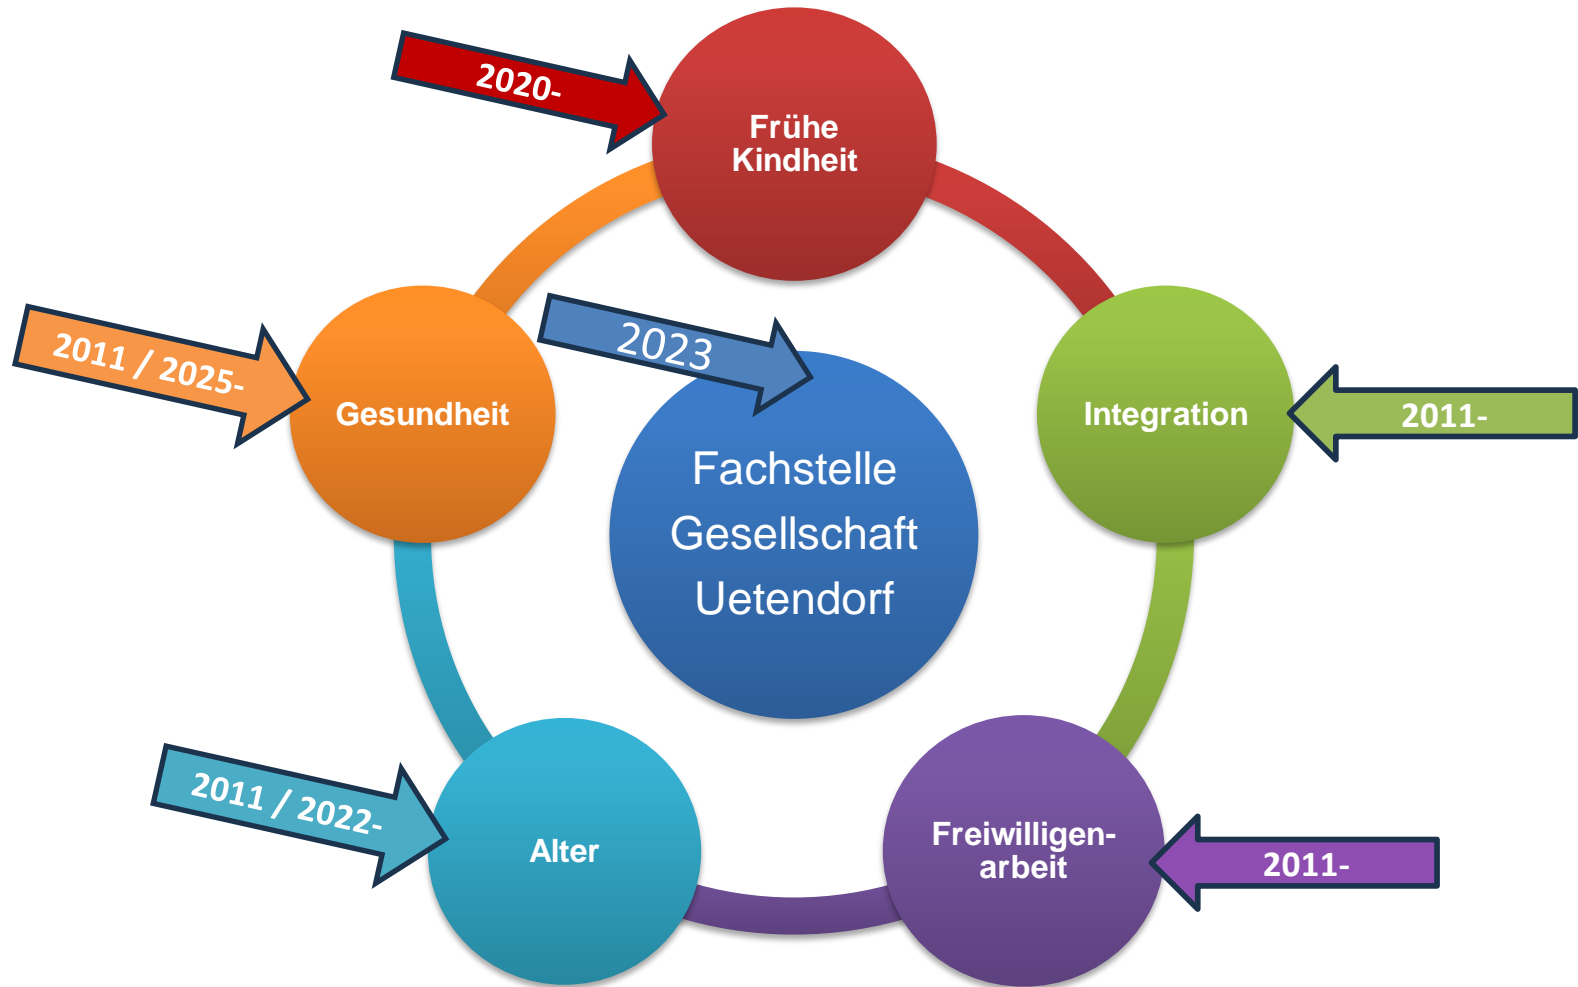 2020-
Frühe
Kindheit
2011 / 2025-
Gesundheit
2023
Integration
2011-
Fachstelle
Gesellschaft
Uetendorf
2011 / 2022-
Alter
Freiwilligen-
arbeit
2011-